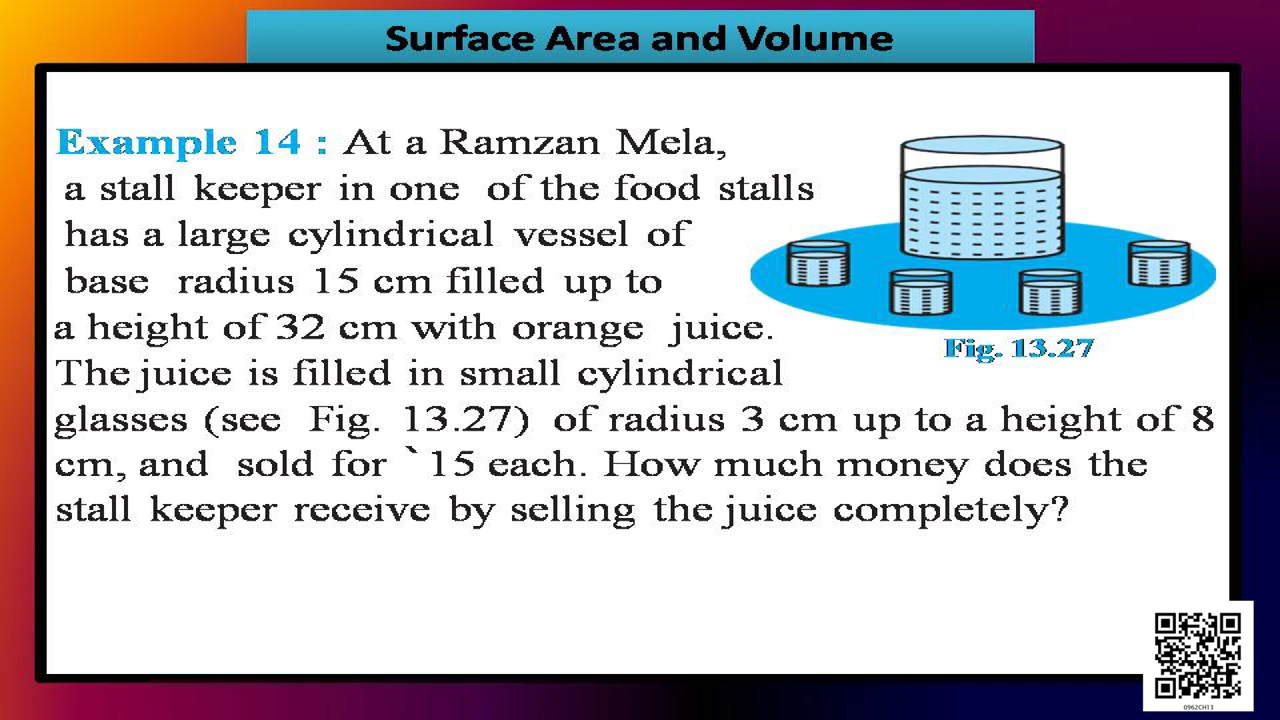 Surface Area and Volume
Example 14 : At a Ramzan Mela,
a stall keeper in one of the food stalls
has a large cylindrical vessel of
base radius 15 cm filled up to
a height of 32 cm with orange juice.
The juice is filled in small cylindrical
glasses (see Fig. 13.27) of radius 3 cm up to a height of 8
cm, and sold for `15 each. How much money does the
stall keeper receive by selling the juice completely?
Fig. 13.27
0962CH13